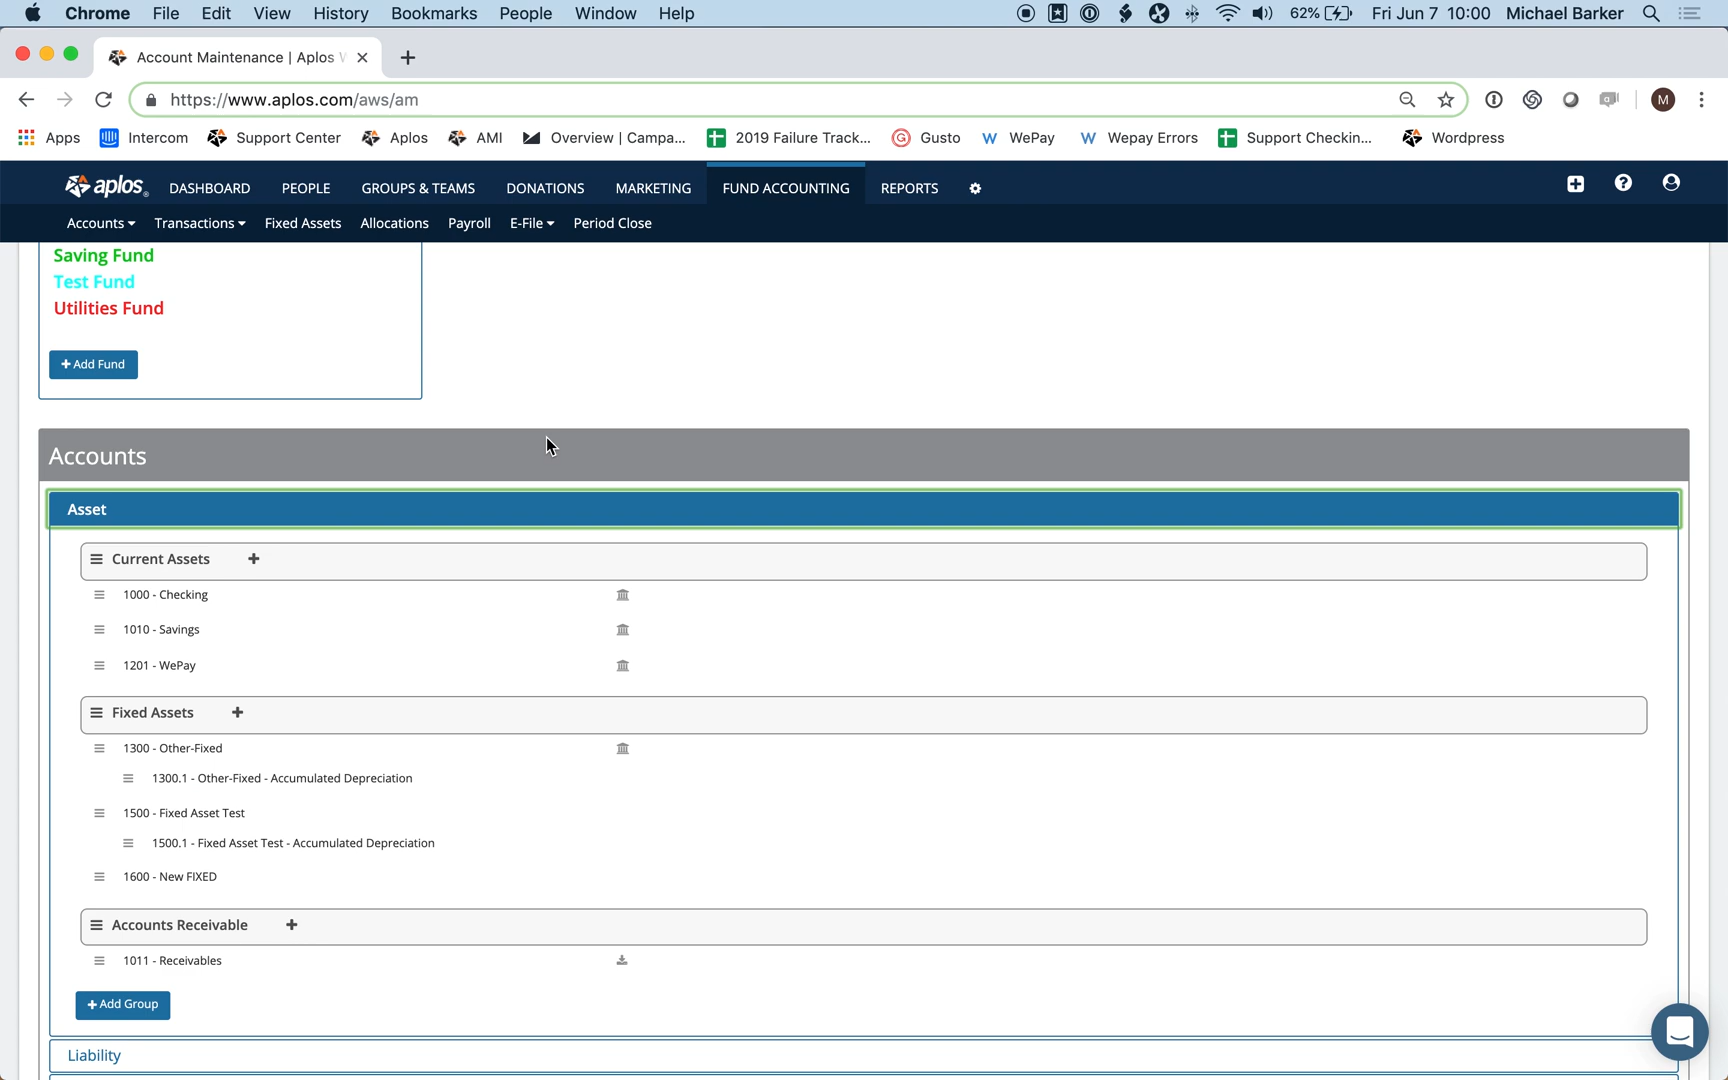 Chrome File Edit View History Bookmarks People Window Help 62% Fri Jun 7 10:00 Michael Barker
Account Maintenance | Aplos
https://www.aplos.com/aws/am
M
Apps Intercom Support Center Aplos AMI Overview | Campa... 2019 Failure Track... Gusto WePay Wepay Errors Support Checkin... Wordpress
aplos DASHBOARD PEOPLE GROUPS & TEAMS DONATIONS MARKETING FUND ACCOUNTING REPORTS
Accounts Transactions Fixed Assets Allocations Payroll E-File Period Close
Saving Fund
Test Fund
Utilities Fund
+ Add Fund
Accounts
Asset
Current Assets +
1000 - Checking
1010 - Savings
1201 - WePay
Fixed Assets +
1300 - Other-Fixed
1300.1 - Other-Fixed - Accumulated Depreciation
1500 - Fixed Asset Test
1500.1 - Fixed Asset Test - Accumulated Depreciation
1600 - New FIXED
Accounts Receivable +
1011 - Receivables
+ Add Group
Liability